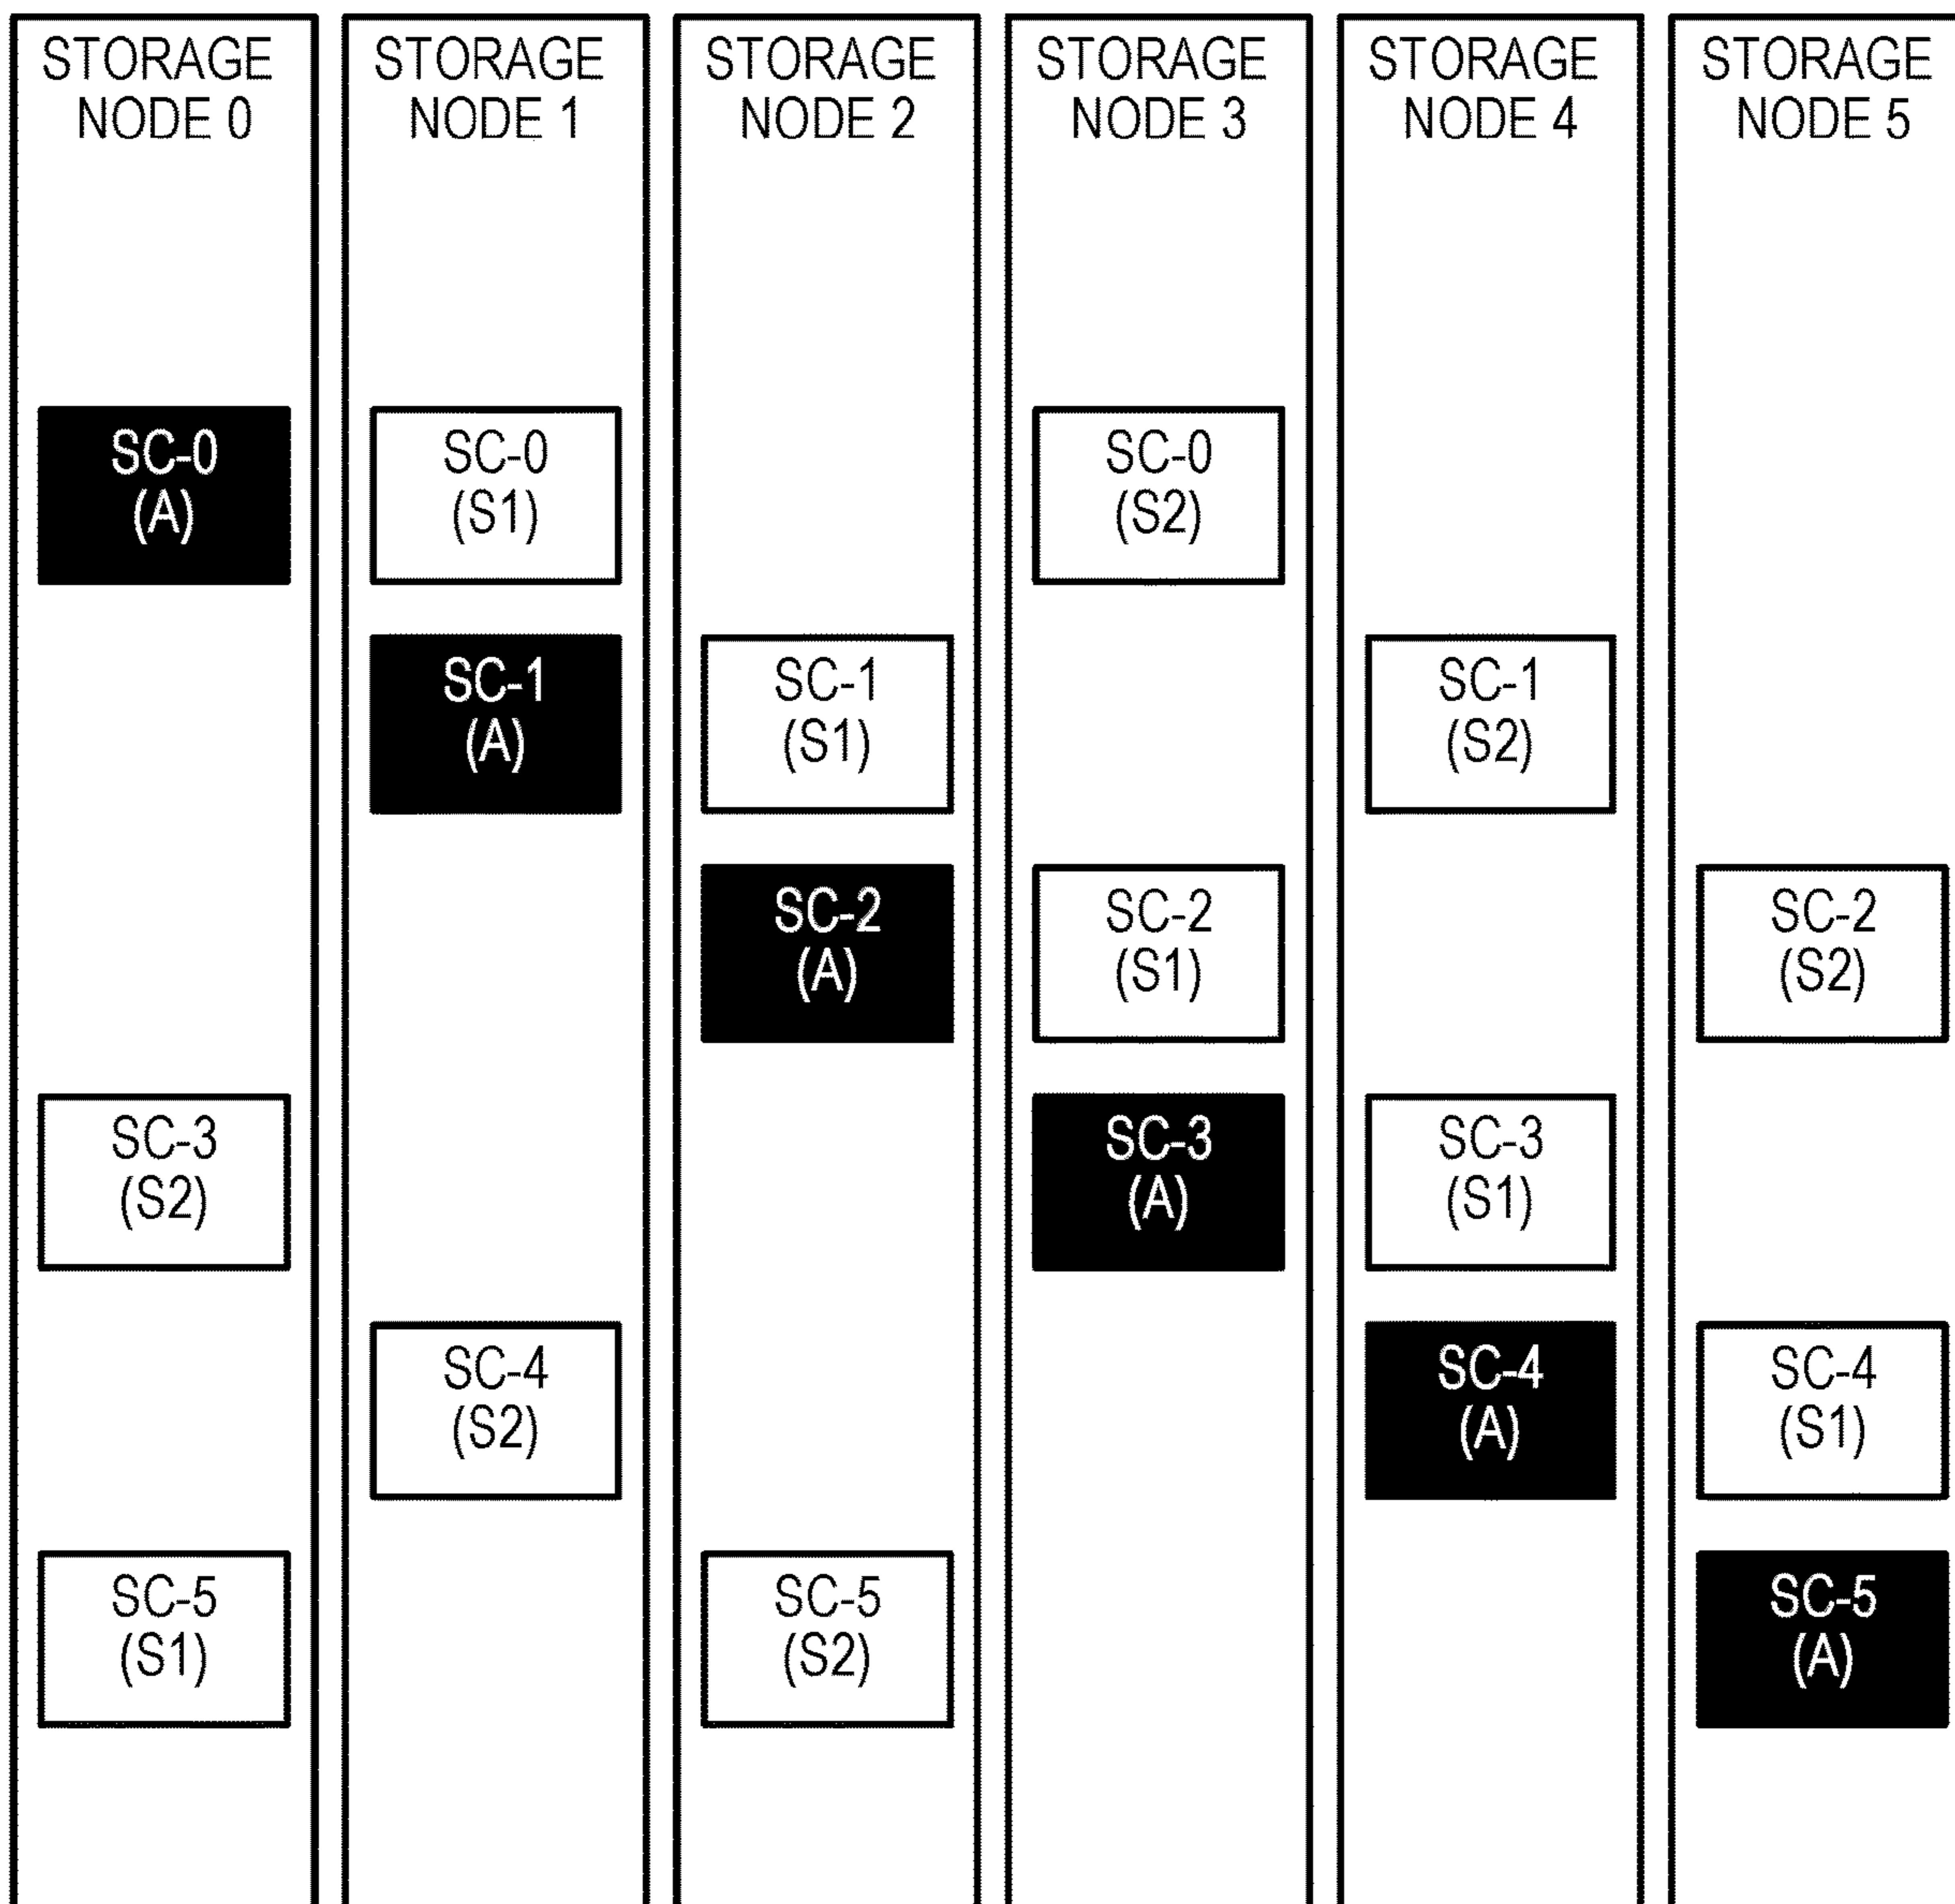 STORAGE
NODE 0
STORAGE
NODE 1
STORAGE
NODE 2
STORAGE
NODE 3
STORAGE
NODE 4
STORAGE
NODE 5
SC-0
(A)
SC-0
(S1)
SC-0
(S2)
SC-1
(A)
SC-1
(S1)
SC-1
(S2)
SC-2
(A)
SC-2
(S1)
SC-2
(S2)
SC-3
(S2)
SC-3
(A)
SC-3
(S1)
SC-4
(S2)
SC-4
(A)
SC-4
(S1)
SC-5
(S1)
SC-5
(S2)
SC-5
(A)